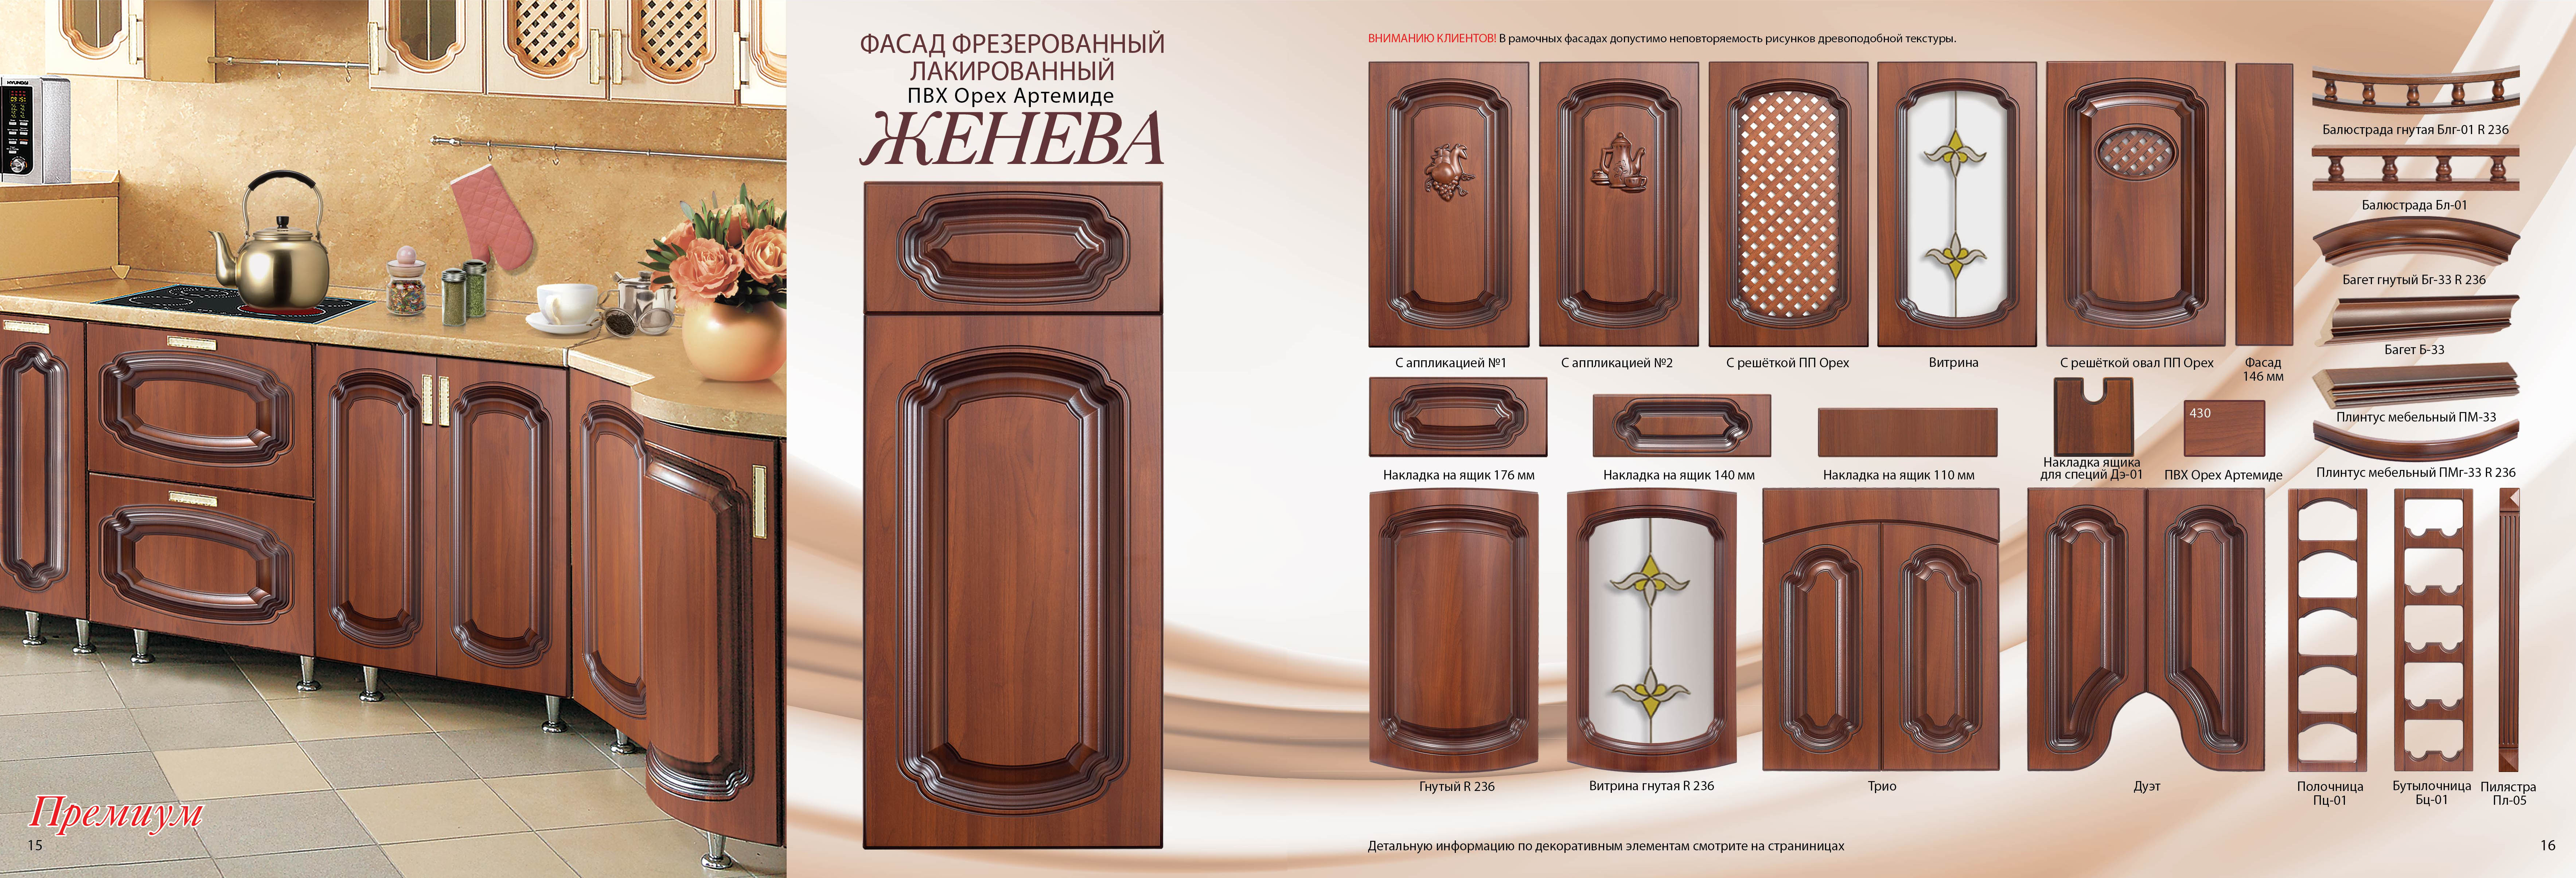 HYUNDAI
Премиум
15
ФАСАД ФРЕЗЕРОВАННЫЙ
ЛАКИРОВАННЫЙ
ПВХ Орех Артемиде
ЖЕНЕВА
ВНИМАНИЮ КЛИЕНТОВ! В рамочных фасадах допустимо неповторяемость рисунков древоподобной текстуры.
С аппликацией №1
С аппликацией №2
С решёткой ПП Орех
Витрина
С решёткой овал ПП Орех
Фасад
146 мм
Балюстрада гнутая Блг-01 R 236
Балюстрада Бл-01
Багет гнутый Бг-33 R 236
Багет Б-33
Плинтус мебельный ПМ-33
Плинтус мебельный ПМг-33 R 236
Накладка на ящик 176 мм
Накладка на ящик 140 мм
Накладка на ящик 110 мм
Накладка ящика
для специй Дэ-01
430
ПВХ Орех Артемиде
Гнутый R 236
Витрина гнутая R 236
Трио
Дуэт
Полочница
Пц-01
Бутылочница
Бц-01
Пилястра
Пл-05
Детальную информацию по декоративным элементам смотрите на страниницах
16